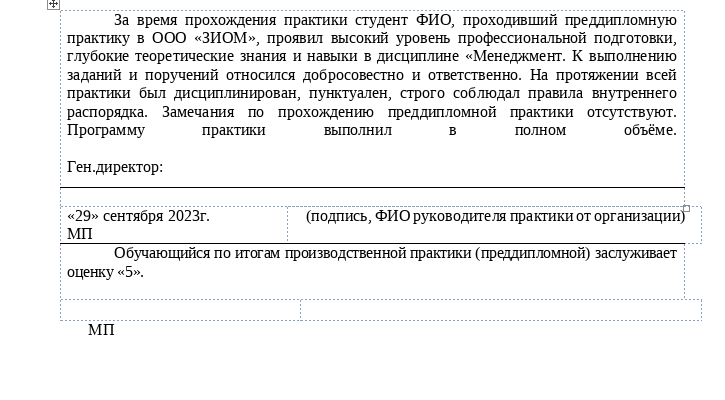 За время прохождения практики студент ФИО, проходивший преддипломную
практику в ООО «ЗИОМ», проявил высокий уровень профессиональной подготовки,
глубокие теоретические знания и навыки в дисциплине «Менеджмент. К выполнению
заданий и поручений относился добросовестно и ответственно. На протяжении всей
практики был дисциплинирован, пунктуален, строго соблюдал правила внутреннего
распорядка. Замечания по прохождению преддипломной практики отсутствуют.
Программу практики выполнил в полном объёме.
Ген.директор:
«29» сентября 2023г. (подпись, ФИО руководителя практики от организации)
МП
Обучающийся по итогам производственной практики (преддипломной) заслуживает
оценку «5».
МП